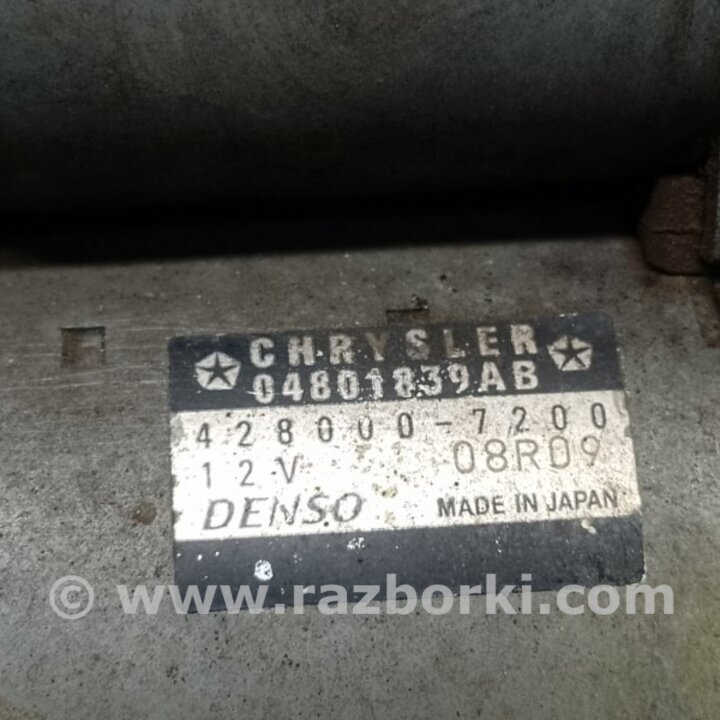 CHRYSLER
04801839AB
428000-7200
12V 08R09
DENSO MADE IN JAPAN
© www.razborki.com